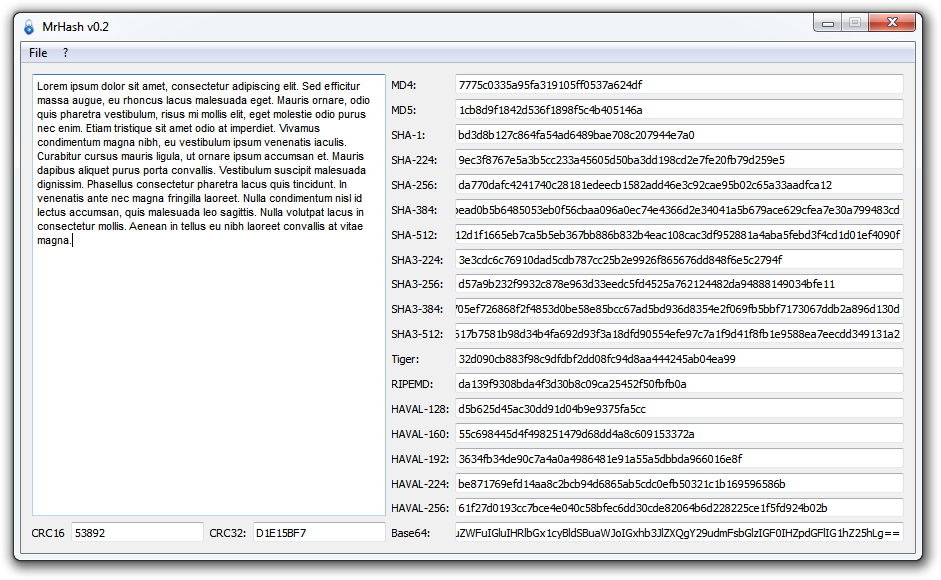 MrHash v0.2
File ?
Lorem ipsum dolor sit amet, consectetur adipiscing elit. Sed efficitur
massa augue, eu rhoncus lacus malesuada eget. Mauris ornare, odio
quis pharetra vestibulum, risus mi mollis elit, eget molestie odio purus
nec enim. Etiam tristique sit amet odio at imperdiet. Vivamus
condimentum magna nibh, eu vestibulum ipsum venenatis iaculis.
Curabitur cursus mauris ligula, ut ornare ipsum accumsan et. Mauris
dapibus aliquet purus porta convallis. Vestibulum suscipit malesuada
dignissim. Phasellus consectetur pharetra lacus quis tincidunt. In
venenatis ante nec magna fringilla laoreet. Nulla condimentum nisl id
lectus accumsan, quis malesuada leo sagittis. Nulla volutpat lacus in
consectetur mollis. Aenean in tellus eu nibh laoreet convallis at vitae
magna.
MD4: 7775c0335a95fa319105ff0537a624df
MD5: 1cb8d9f1842d536f1898f5c4b405146a
SHA-1: bd3d8b127c864fa54ad6489bae708c207944e7a0
SHA-224: 9ec3f8767e5a3b5cc233a45605d50ba3dd198cd2e7fe20fb79d259e5
SHA-256: da770dafc4241740c28181edeecb1582add46e3c92cae95b02c65a33aadfca12
SHA-384: ead0b5b6485053eb0f56cbaa096a0ec74e4366d2e34041a5b679ace629cfea7e30a799483cd
SHA-512: 12d1f1665eb7ca5b5eb367bb886b832b4eac108cac3df952881a4aba5febd3f4cd1d01ef4090f
SHA3-224: 3e3cdc6c76910dad5cdb787cc25b2e9926f865676dd848f6e5c2794f
SHA3-256: d57a9b232f9932c878e963d33eedc5fd4525a762124482da94888149034bfe11
SHA3-384: 05ef726868f2f4853d0be58e85bcc67ad5bd936d8354e2f069fb5bbf7173067ddb2a896d130d
SHA3-512: 517b7581b98d34b4fa692d93f3a18dfd90554efe97c7a1f9d41f8fb1e9588ea7eecdd349131a2
Tiger: 32d090cb883f98c9dfdbf2dd08fc94d8aa444245ab04ea99
RIPEMD: da139f9308bda4f3d30b8c09ca25452f50fbfb0a
HAVAL-128: d5b625d45ac30dd91d04b9e9375fa5cc
HAVAL-160: 55c698445d4f498251479d68dd4a8c609153372a
HAVAL-192: 3634fb34de90c7a4a0a4986481e91a55a5dbbda966016e8f
HAVAL-224: be871769efd14aa8c2bcb94d6865ab5cdc0efb50321c1b169596586b
HAVAL-256: 61f27d0193cc7bce4e040c58bfec6dd30cde82064b6d228225ce1f5fd924b02b
CRC16 53892 CRC32: D1E15BF7
Base64: uZWFuIGluIHRlbGx1cyBldSBuaWJoIGxhb3JlZXQgY29udmFsbGlzIGF0IHZpdGFlIG1hZ25hLg==